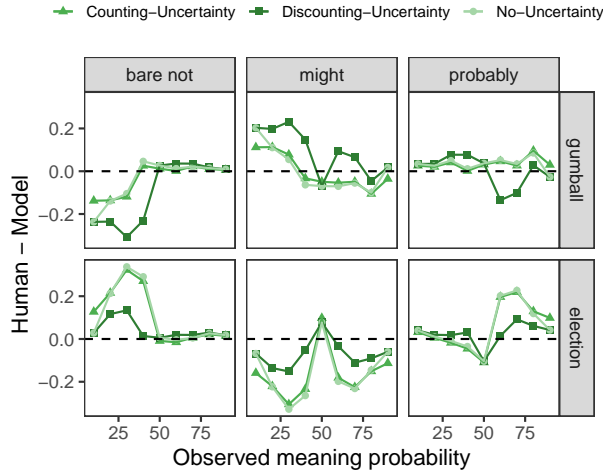 Counting−Uncertainty Discounting−Uncertainty No−Uncertainty
bare not might probably
gumball
election
Human − Model
0.2
0.0
−0.2
0.2
0.0
−0.2
25 50 75 25 50 75 25 50 75
Observed meaning probability